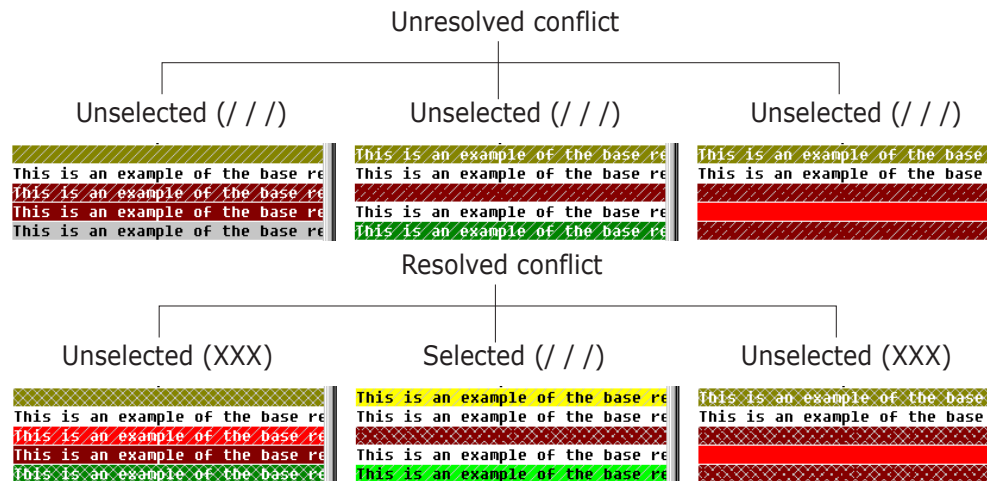 Unresolved conflict
Unselected (/ / /)
Unselected (/ / /)
Unselected (/ / /)
This is an example of the base re
This is an example of the base re
This is an example of the base re
This is an example of the base re
This is an example of the base re
This is an example of the base re
This is an example of the base re
This is an example of the base re
This is an example of the base
This is an example of the base
Resolved conflict
Unselected (XXX)
Selected (/ / /)
Unselected (XXX)
This is an example of the base re
This is an example of the base re
This is an example of the base re
This is an example of the base re
This is an example of the base re
This is an example of the base re
This is an example of the base re
This is an example of the base re
This is an example of the base
This is an example of the base